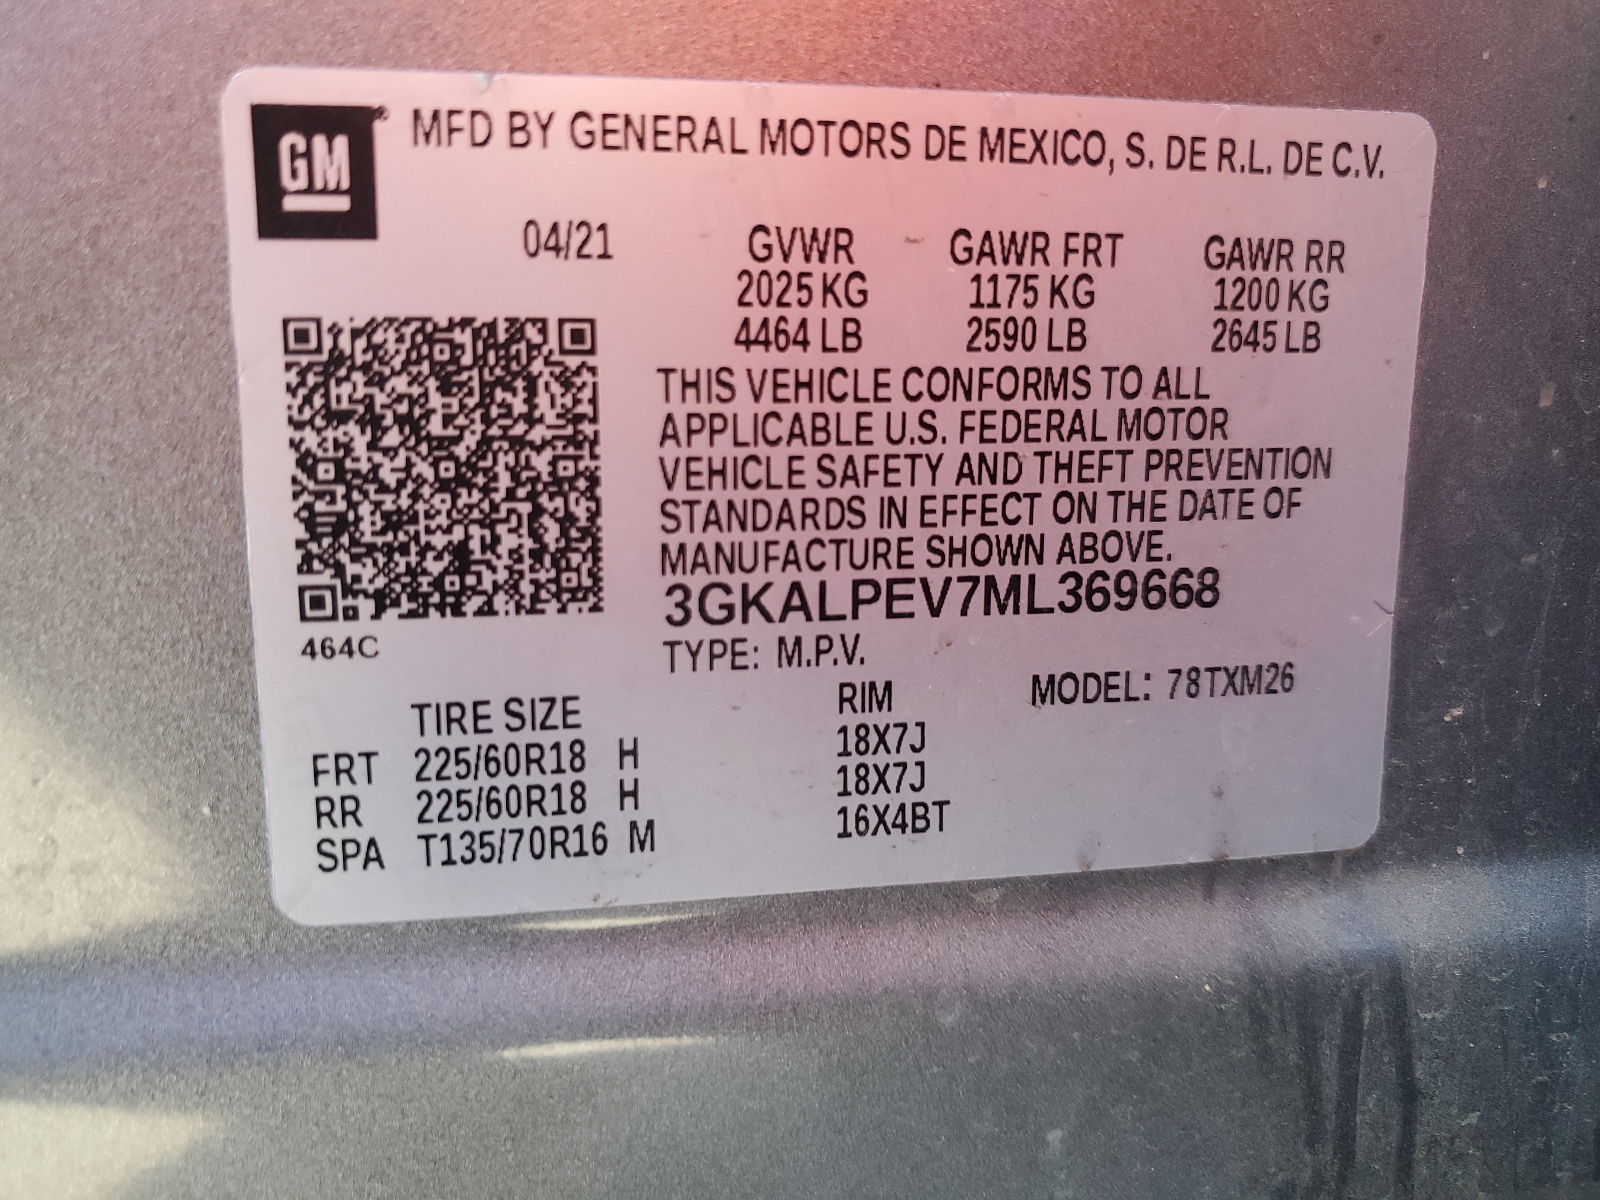 GM® MFD BY GENERAL MOTORS DE MEXICO, S. DE R.L. DE C.V.
04/21 GVWR GAWR FRT GAWR RR
2025 KG 1175 KG 1200 KG
4464 LB 2590 LB 2645 LB
THIS VEHICLE CONFORMS TO ALL
APPLICABLE U.S. FEDERAL MOTOR
VEHICLE SAFETY AND THEFT PREVENTION
STANDARDS IN EFFECT ON THE DATE OF
MANUFACTURE SHOWN ABOVE.
3GKALPEV7ML369668
464C TYPE: M.P.V.
TIRE SIZE RIM MODEL: 78TXM26
FRT 225/60R18 H 18X7J
RR 225/60R18 H 18X7J
SPA T135/70R16 M 16X4BT